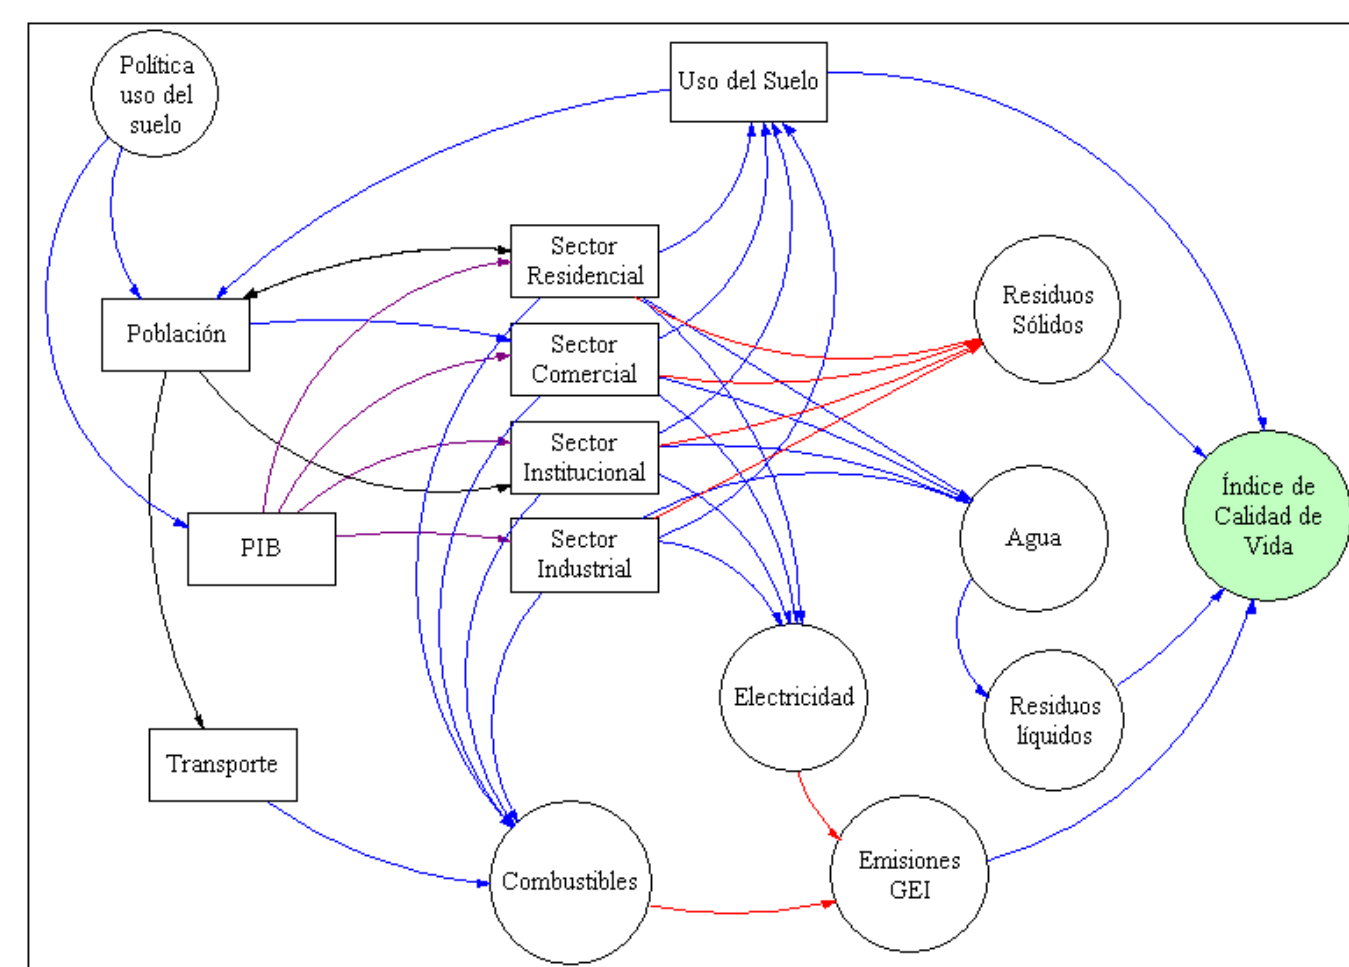 Política
uso del
suelo
Uso del Suelo
Sector
Residencial
Residuos
Sólidos
Población
Sector
Comercial
Sector
Institucional
Índice de
Calidad de
Vida
PIB
Sector
Industrial
Agua
Electricidad
Residuos
líquidos
Transporte
Combustibles
Emisiones
GEI